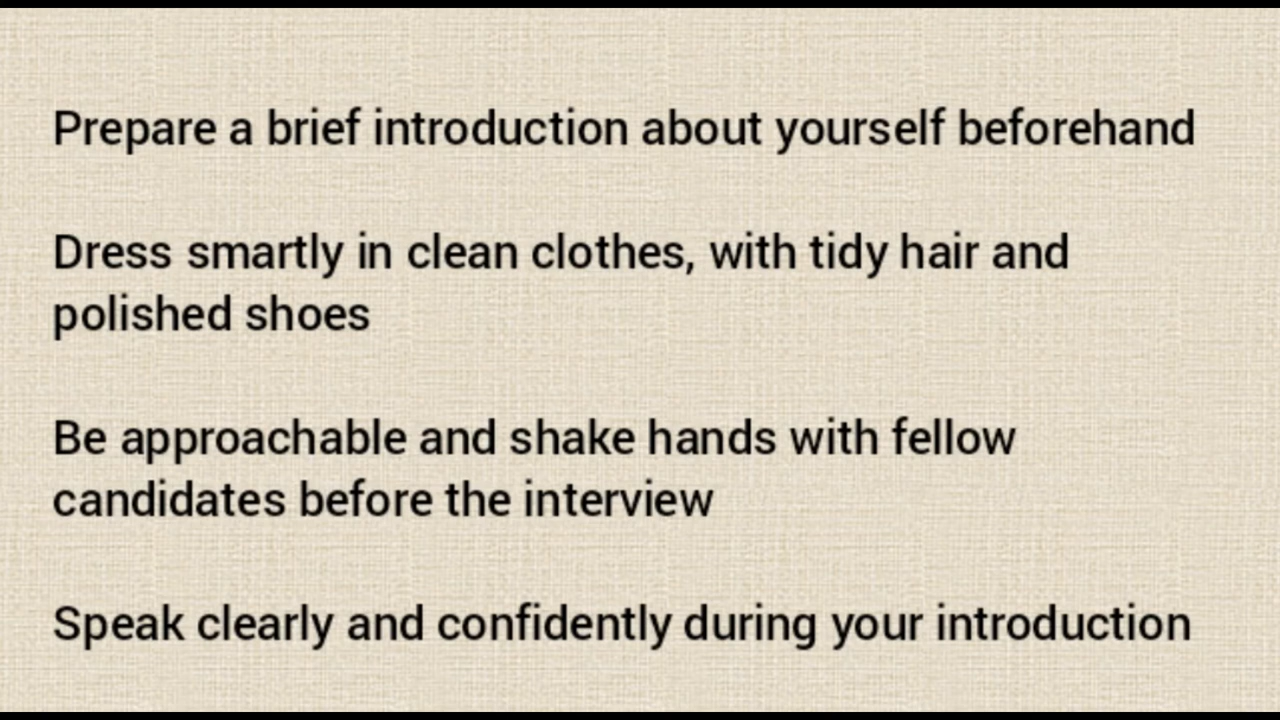 Prepare a brief introduction about yourself beforehand
Dress smartly in clean clothes, with tidy hair and
polished shoes
Be approachable and shake hands with fellow
candidates before the interview
Speak clearly and confidently during your introduction